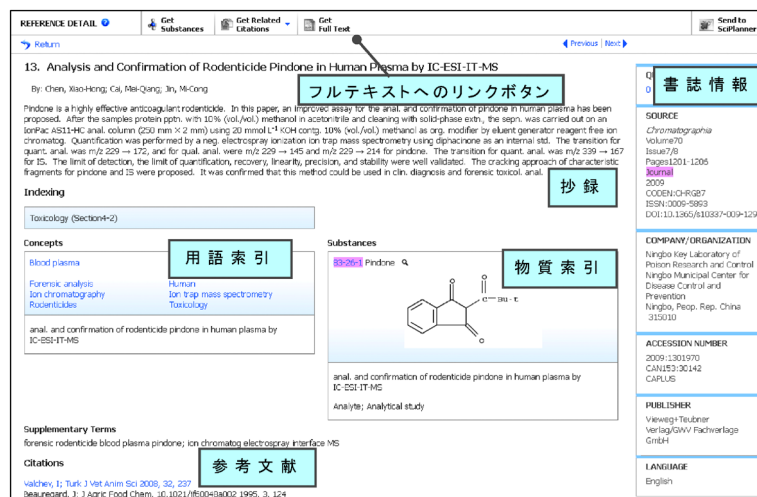 REFERENCE DETAIL
Get Substances
Get Related Citations
Get Full Text
Send to SciPlanner
Return
Previous Next
13. Analysis and Confirmation of Rodenticide Pindone in Human Plasma by IC-ESI-IT-MS
By: Chen, Xiao-Hong; Cai, Mei-Qiang; Jin, Mi-Cong
フルテキストへのリンクボタン
Pindone is a highly effective anticoagulant rodenticide. In this paper, an improved assay for the anal. and confirmation of pindone in human plasma has been
proposed. After the samples pptn. with 10% (vol./vol.) methanol in acetonitrile and cleaning with solid-phase extn., the sepn. was carried out on an
IonPac AS11-HC anal. column (250 mm × 2 mm) using 20 mmol L-1 KOH contg. 10% (vol./vol.) methanol as org. modifier by eluent generator reagent free ion
chromatog. Quantification was performed by a neg. electrospray ionization ion trap mass spectrometry using diphacinone as an internal std. The transition for
quant. anal. was m/z 229 → 172, and for qual. anal. were m/z 229 → 145 and m/z 229 → 214 for pindone. The transition for quant. anal. was m/z 339 → 167
for IS. The limit of detection, the limit of quantification, recovery, linearity, precision, and stability were well validated. The cracking approach of characteristic
fragments for pindone and IS were proposed. It was confirmed that this method could be used in clin. diagnosis and forensic toxicol. anal.
抄録
Indexing
Toxicology (Section4-2)
Concepts
用語索引
Blood plasma
Forensic analysis
Human
Ion chromatography
Ion trap mass spectrometry
Rodenticides
Toxicology
anal. and confirmation of rodenticide pindone in human plasma by
IC-ESI-IT-MS
Substances
物質索引
83-26-1 Pindone
O
O
C
Bu-t
O
anal. and confirmation of rodenticide pindone in human plasma by
IC-ESI-IT-MS
Analyte; Analytical study
Supplementary Terms
forensic rodenticide blood plasma pindone; ion chromatog electrospray interface MS
Citations
参考文献
Valchev, I; Turk J Vet Anim Sci 2008, 32, 237
Beauregard, J; J Agric Food Chem, 10.1021/jf60048a002 1995, 3, 124
書誌情報
SOURCE
Chromatographia
Volume70
Issue7/8
Pages1201-1206
Journal
2009
CODEN:CHRGB7
ISSN:0009-5893
DOI:10.1365/s10337-009-129
COMPANY/ORGANIZATION
Ningbo Key Laboratory of
Poison Research and Control
Ningbo Municipal Center for
Disease Control and
Prevention
Ningbo, Peop. Rep. China
315010
ACCESSION NUMBER
2009:1301970
CAN153:30142
CAPLUS
PUBLISHER
Vieweg+Teubner
Verlag/GWV Fachverlage
GmbH
LANGUAGE
English